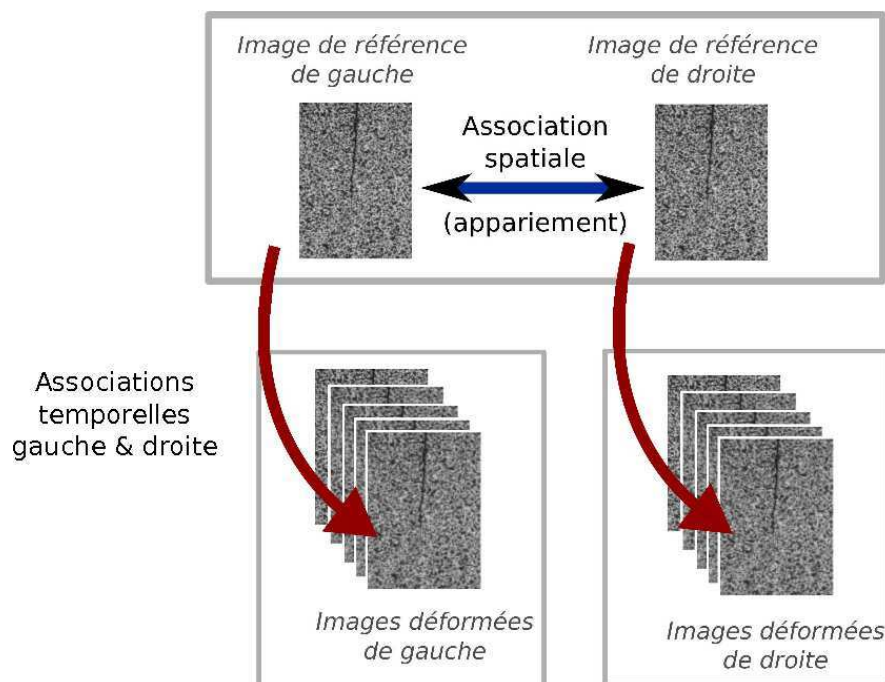 Image de référence
de gauche
Image de référence
de droite
Association
spatiale
(appariement)
Associations
temporelles
gauche & droite
Images déformées
de gauche
Images déformées
de droite